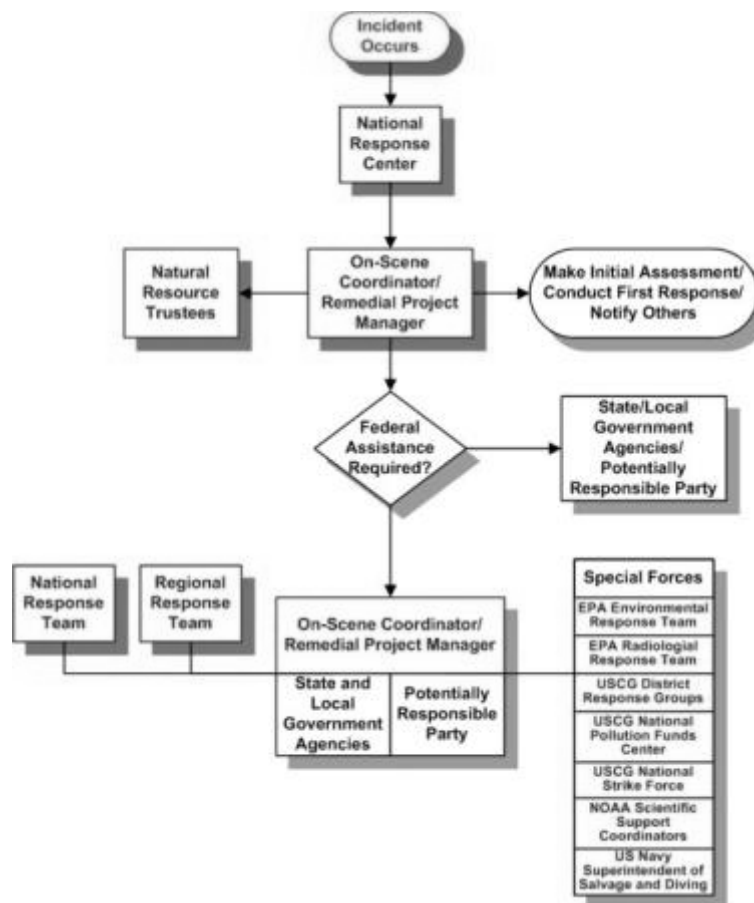 Incident
Occurs
National
Response
Center
Natural
Resource
Trustees
On-Scene
Coordinator/
Remedial Project
Manager
Make Initial Assessment/
Conduct First Response/
Notify Others
Federal
Assistance
Required?
State/Local
Government
Agencies/
Potentially
Responsible Party
National
Response
Team
Regional
Response
Team
On-Scene Coordinator/
Remedial Project Manager
State and
Local
Government
Agencies
Potentially
Responsible
Party
Special Forces
EPA Environmental
Response Team
EPA Radiologial
Response Team
USCG District
Response Groups
USCG National
Pollution Funds
Center
USCG National
Strike Force
NOAA Scientific
Support
Coordinators
US Navy
Superintendent of
Salvage and Diving